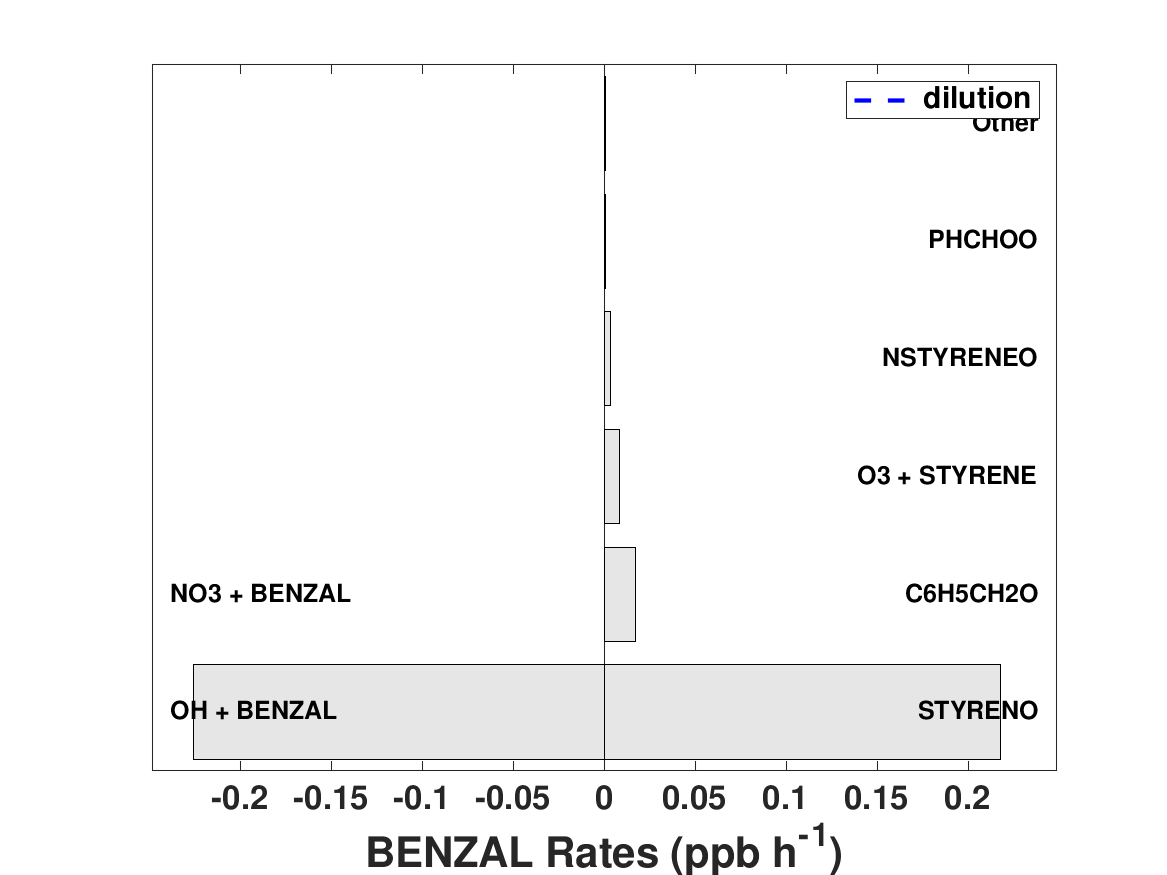 dilution
Other
PHCHOO
NSTYRENEO
O3 + STYRENE
NO3 + BENZAL
C6H5CH2O
OH + BENZAL
STYRENO
-0.2 -0.15 -0.1 -0.05 0 0.05 0.1 0.15 0.2
BENZAL Rates (ppb h-1)